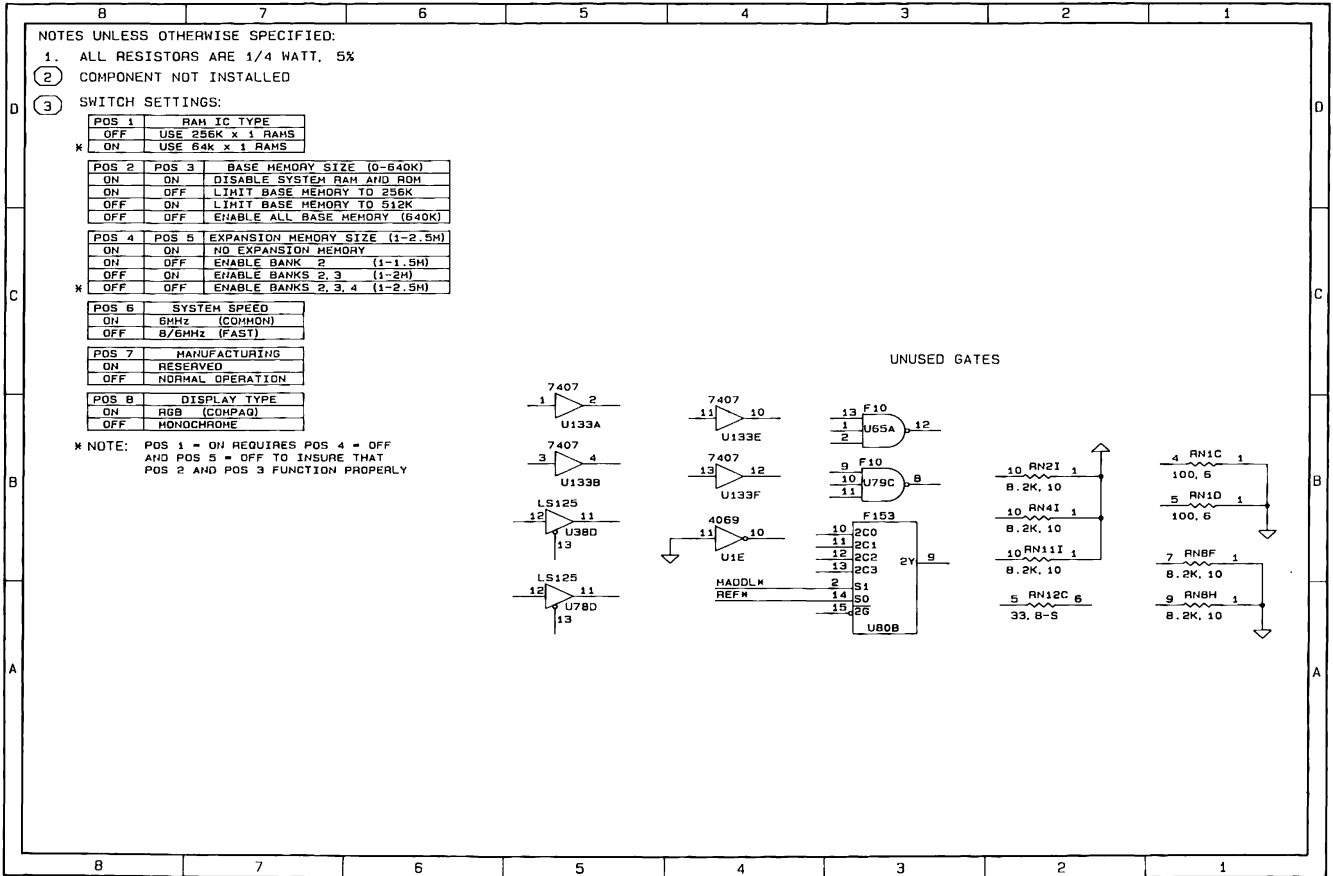 8 7 6 5 4 3 2 1
NOTES UNLESS OTHERWISE SPECIFIED:
1. ALL RESISTORS ARE 1/4 WATT, 5%
2 COMPONENT NOT INSTALLED
3 SWITCH SETTINGS:
D D
POS 1 RAM IC TYPE
OFF USE 256K x 1 RAMS
* ON USE 64K x 1 RAMS
POS 2 POS 3 BASE MEMORY SIZE (0-640K)
ON ON DISABLE SYSTEM RAM AND ROM
ON OFF LIMIT BASE MEMORY TO 256K
ON OFF LIMIT BASE MEMORY TO 512K
OFF OFF ENABLE ALL BASE MEMORY (640K)
POS 4 POS 5 EXPANSION MEMORY SIZE (1-2.5M)
ON ON NO EXPANSION MEMORY
ON OFF ENABLE BANK 2 (1-1.5M)
OFF ON ENABLE BANKS 2, 3 (1-2M)
* OFF OFF ENABLE BANKS 2, 3, 4 (1-2.5M)
C C
POS 6 SYSTEM SPEED
ON 6MHz (COMMON)
OFF 8/6MHz (FAST)
POS 7 MANUFACTURING
ON RESERVED
OFF NORMAL OPERATION
POS 8 DISPLAY TYPE
ON RGB (COMPAQ)
OFF MONOCHROME
* NOTE: POS 1 = ON REQUIRES POS 4 = OFF
AND POS 5 = OFF TO INSURE THAT
POS 2 AND POS 3 FUNCTION PROPERLY
UNUSED GATES
7407
1 2
U133A
7407
3 4
U133B
LS125
12 11
U38D
13
LS125
12 11
U78D
13
7407
11 10
U133E
7407
13 12
U133F
4069
11 10
U1E
13 F10
1 U65A 12
2
9 F10
10 U79C 8
11
F153
10 2C0
11 2C1
12 2C2
13 2C3
2Y 9
MADDL* 2 S1
REF* 14 S0
15 2G
U80B
10 RN2I 1
8.2K, 10
10 RN4I 1
8.2K, 10
10 RN11I 1
8.2K, 10
5 RN12C 6
33, 8-S
4 RN1C 1
100, 6
5 RN1D 1
100, 6
7 RN8F 1
8.2K, 10
9 RN8H 1
8.2K, 10
B B
A A
8 7 6 5 4 3 2 1